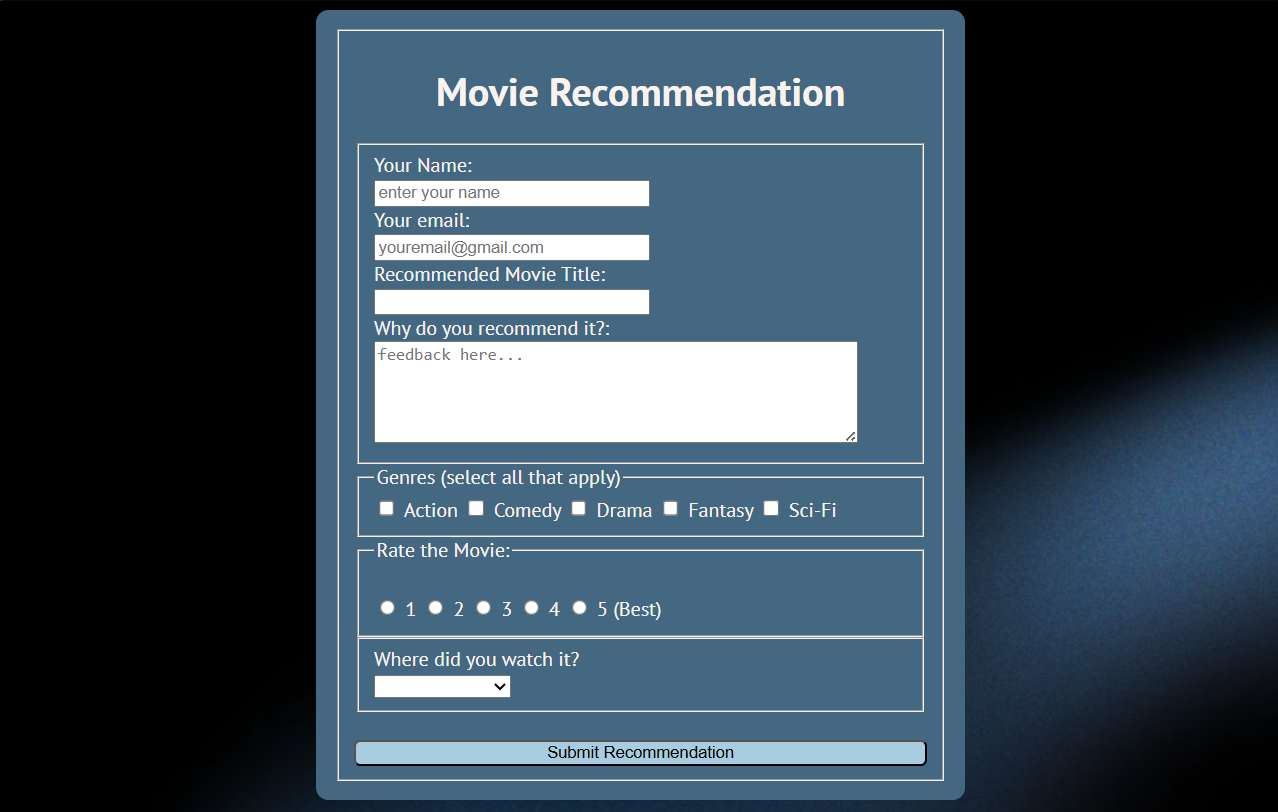 Movie Recommendation
Your Name:
enter your name
Your email:
youremail@gmail.com
Recommended Movie Title:
Why do you recommend it?:
feedback here...
Genres (select all that apply)
Action Comedy Drama Fantasy Sci-Fi
Rate the Movie:
1 2 3 4 5 (Best)
Where did you watch it?
Submit Recommendation